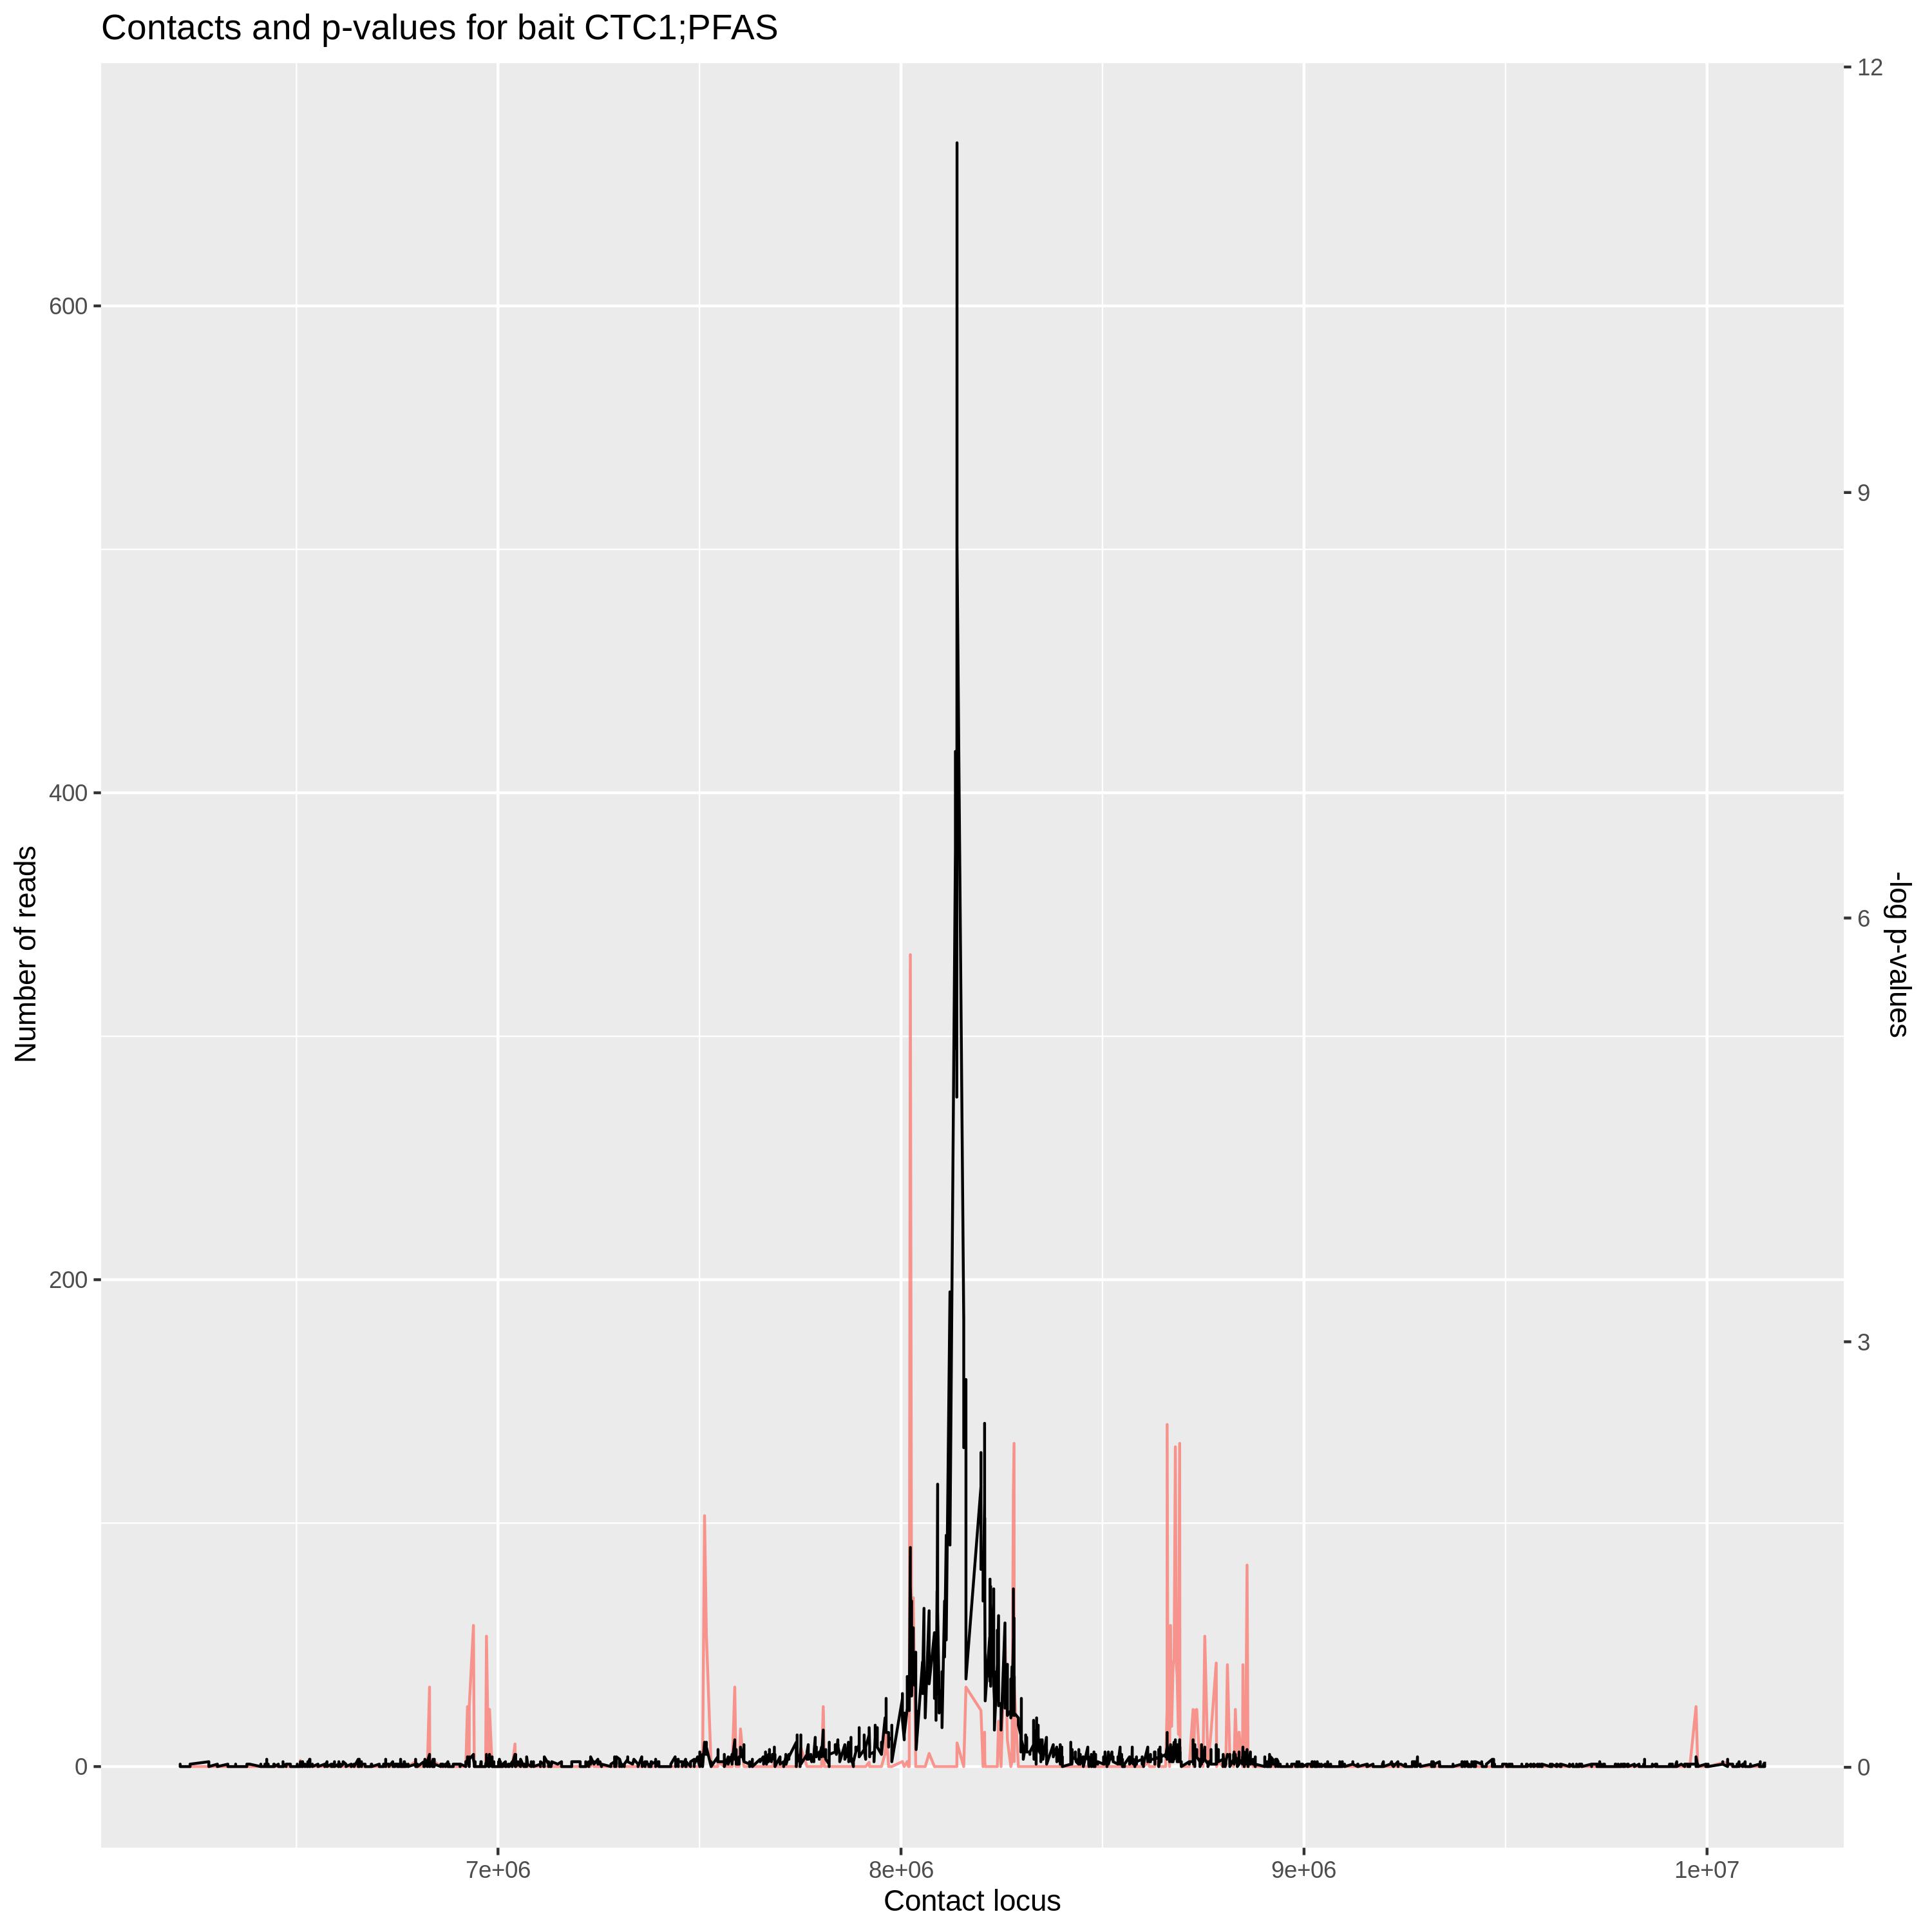 Contacts and p-values for bait CTC1;PFAS
12
600
9
400
Number of reads
-log p-values
6
200
3
0
0
7e+06
8e+06
9e+06
1e+07
Contact locus